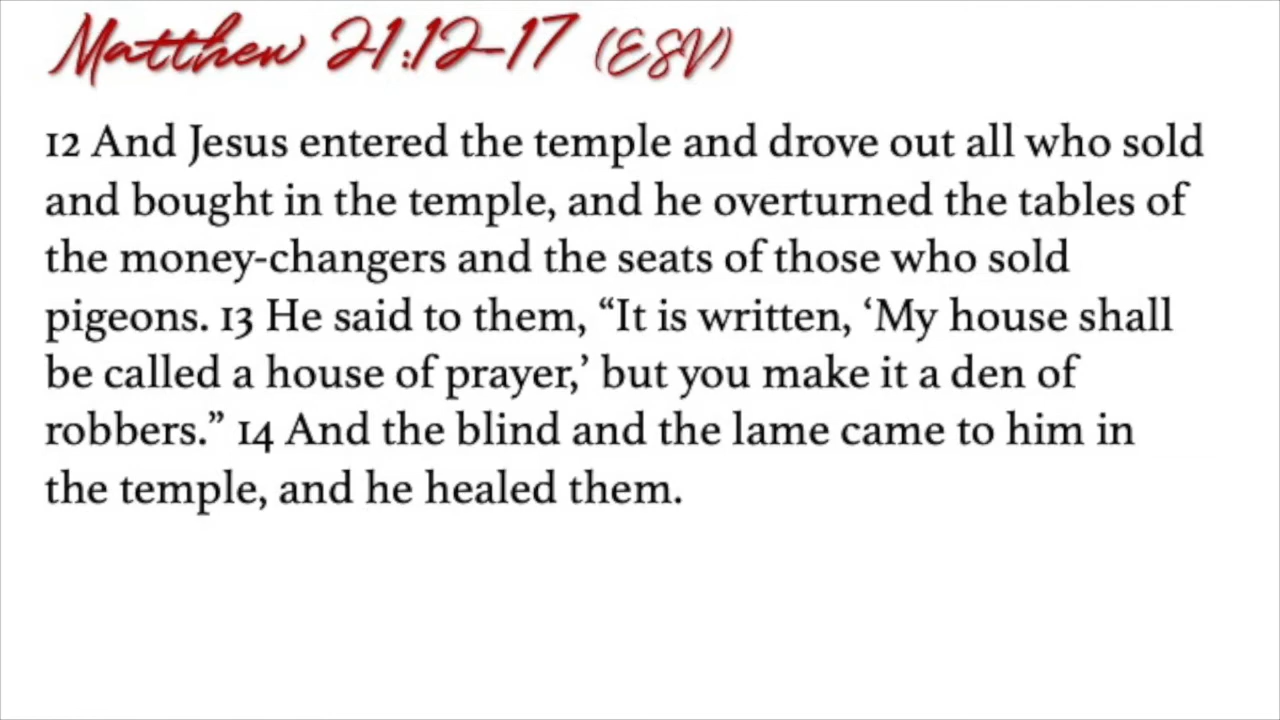 Matthew 21:12-17 (ESV)
12 And Jesus entered the temple and drove out all who sold
and bought in the temple, and he overturned the tables of
the money-changers and the seats of those who sold
pigeons. 13 He said to them, “It is written, ‘My house shall
be called a house of prayer,’ but you make it a den of
robbers.” 14 And the blind and the lame came to him in
the temple, and he healed them.